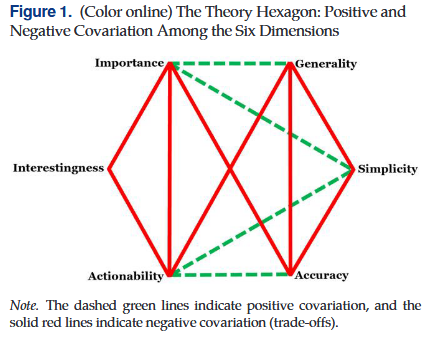 Figure 1. (Color online) The Theory Hexagon: Positive and
Negative Covariation Among the Six Dimensions
Importance
Generality
Interestingness
Simplicity
Actionability
Accuracy
Note. The dashed green lines indicate positive covariation, and the
solid red lines indicate negative covariation (trade-offs).